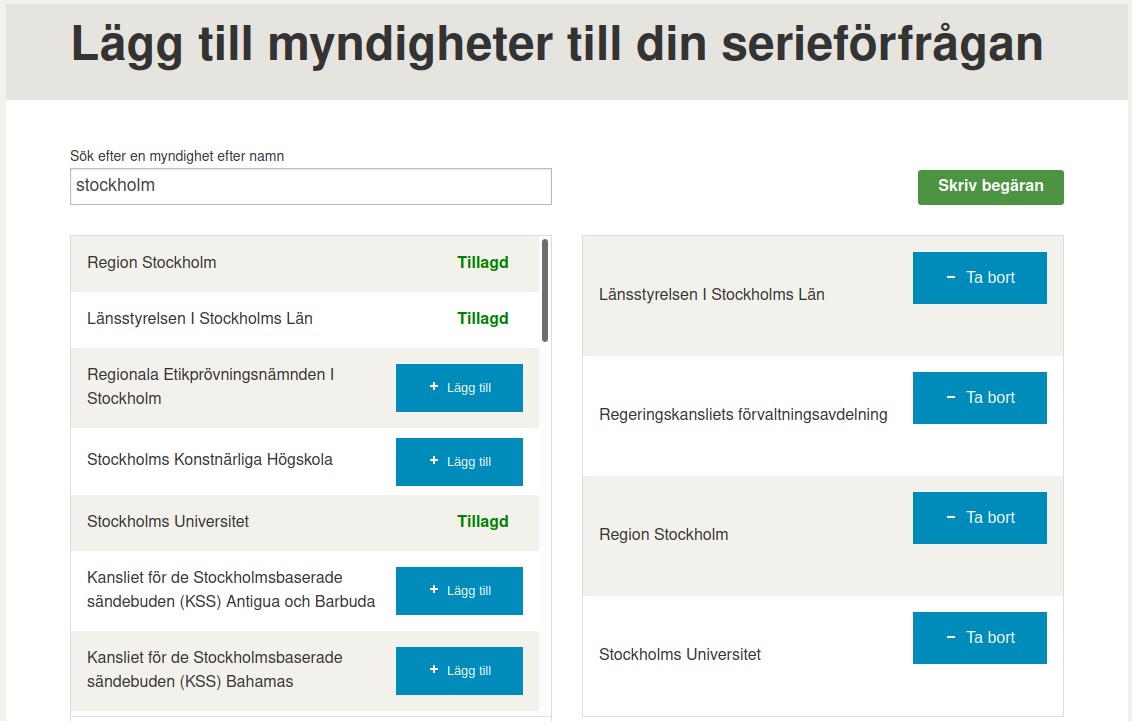 Lägg till myndigheter till din serieförfrågan
Sök efter en myndighet efter namn
stockholm
Skriv begäran
Region Stockholm
Tillagd
Länsstyrelsen I Stockholms Län
Tillagd
Regionala Etikprövningsnämnden I
Stockholm
+ Lägg till
Stockholms Konstnärliga Högskola
+ Lägg till
Stockholms Universitet
Tillagd
Kansliet för de Stockholmsbaserade
sändebuden (KSS) Antigua och Barbuda
+ Lägg till
Kansliet för de Stockholmsbaserade
sändebuden (KSS) Bahamas
+ Lägg till
Länsstyrelsen I Stockholms Län
− Ta bort
Regeringskansliets förvaltningsavdelning
− Ta bort
Region Stockholm
− Ta bort
Stockholms Universitet
− Ta bort